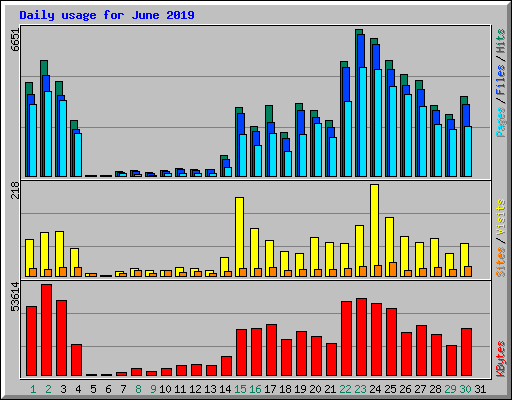 Daily usage for June 2019
6651
Pages / Files / Hits
218
Sites / Visits
53614
KBytes
1 2 3 4 5 6 7 8 9 10 11 12 13 14 15 16 17 18 19 20 21 22 23 24 25 26 27 28 29 30 31